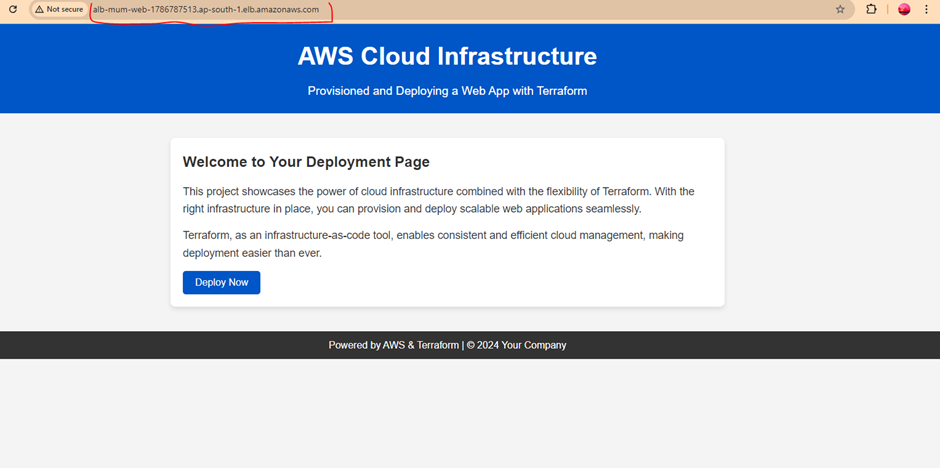 Not secure alb-mum-web-1786787513.ap-south-1.elb.amazonaws.com
AWS Cloud Infrastructure
Provisioned and Deploying a Web App with Terraform
Welcome to Your Deployment Page
This project showcases the power of cloud infrastructure combined with the flexibility of Terraform. With the
right infrastructure in place, you can provision and deploy scalable web applications seamlessly.
Terraform, as an infrastructure-as-code tool, enables consistent and efficient cloud management, making
deployment easier than ever.
Deploy Now
Powered by AWS & Terraform | © 2024 Your Company